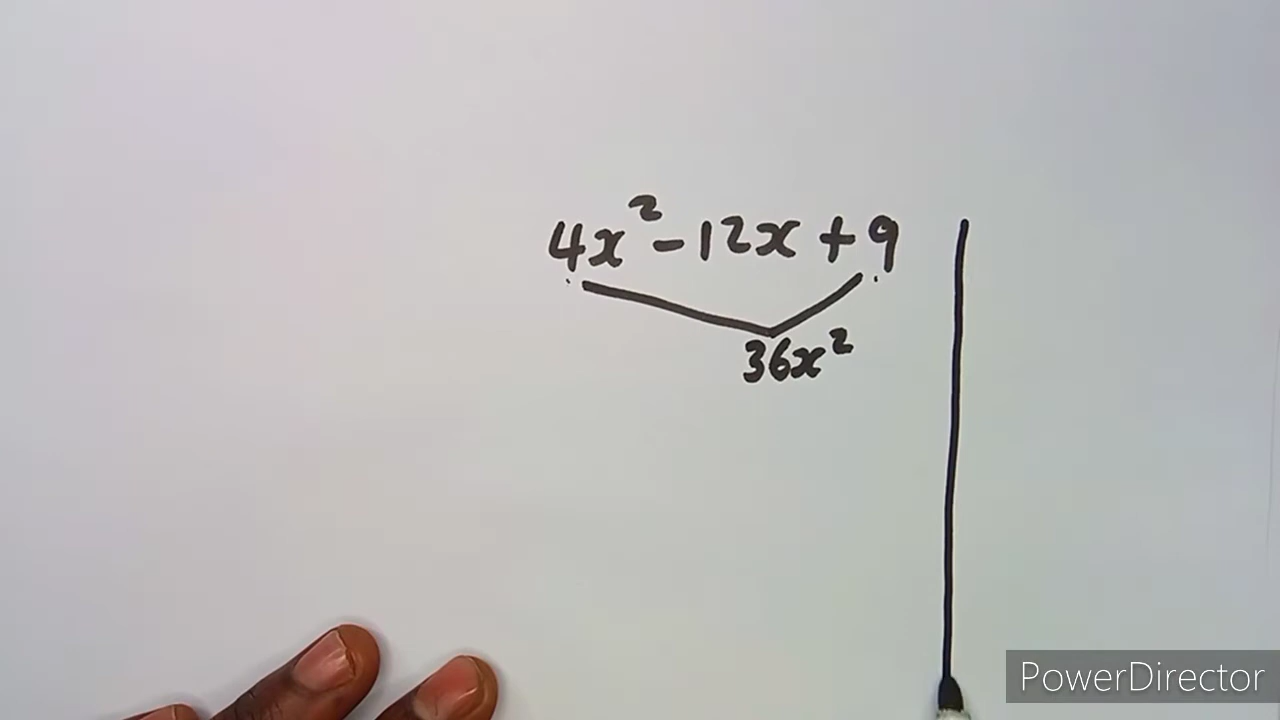 4x² - 12x + 9
36x²
PowerDirector